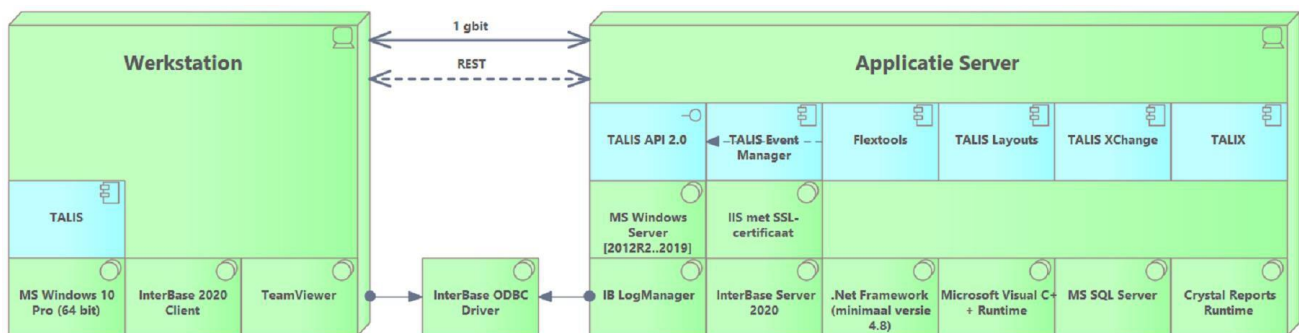 1 gbit
Werkstation
REST
Applicatie Server
TALIS API 2.0
TALIS Event
Manager
Flextools
TALIS Layouts
TALIS XChange
TALIX
TALIS
MS Windows
Server
[2012R2..2019]
IIS met SSL-
certificaat
MS Windows 10
Pro (64 bit)
InterBase 2020
Client
TeamViewer
InterBase ODBC
Driver
IB LogManager
InterBase Server
2020
.Net Framework
(minimaal versie
4.8)
Microsoft Visual C+
+ Runtime
MS SQL Server
Crystal Reports
Runtime